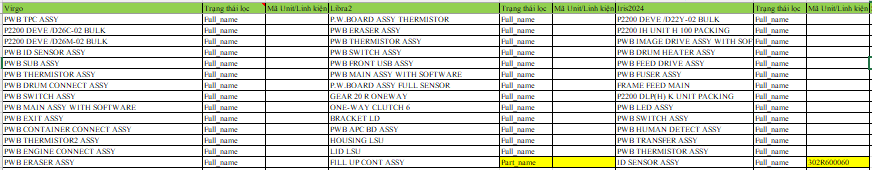 Virgo Trạng thái lọc Mã Unit/Linh kiện Libra2 Trạng thái lọc Mã Unit/Linh kiện Iris2024 Trạng thái lọc Mã Unit/Linh kiện
PWB TPC ASSY Full_name P.W.BOARD ASSY THERMISTOR Full_name P2200 DEVE /D22Y-02 BULK Full_name
P2200 DEVE /D26C-02 BULK Full_name PWB ERASER ASSY Full_name P2200 IH UNIT H 100 PACKING Full_name
P2200 DEVE /D26M-02 BULK Full_name PWB THERMISTOR ASSY Full_name PWB IMAGE DRIVE ASSY WITH SOF Full_name
PWB ID SENSOR ASSY Full_name PWB SWITCH ASSY Full_name PWB DRUM HEATER ASSY Full_name
PWB SUB ASSY Full_name PWB FRONT USB ASSY Full_name PWB FEED DRIVE ASSY Full_name
PWB THERMISTOR ASSY Full_name PWB MAIN ASSY WITH SOFTWARE Full_name PWB FUSER ASSY Full_name
PWB DRUM CONNECT ASSY Full_name P.W.BOARD ASSY FULL SENSOR Full_name FRAME FEED MAIN Full_name
PWB SWITCH ASSY Full_name GEAR 20 R ONEWAY Full_name P2200 DLP(H) K UNIT PACKING Full_name
PWB MAIN ASSY WITH SOFTWARE Full_name ONE-WAY CLUTCH 6 Full_name PWB LED ASSY Full_name
PWB EXIT ASSY Full_name BRACKET LD Full_name PWB SWITCH ASSY Full_name
PWB CONTAINER CONNECT ASSY Full_name PWB APC BD ASSY Full_name PWB HUMAN DETECT ASSY Full_name
PWB THERMISTOR2 ASSY Full_name HOUSING LSU Full_name PWB TRANSFER ASSY Full_name
PWB ENGINE CONNECT ASSY Full_name LID LSU Full_name PWB THERMISTOR ASSY Full_name
PWB ERASER ASSY Full_name FILL UP CONT ASSY Part_name ID SENSOR ASSY Full_name 302R600060